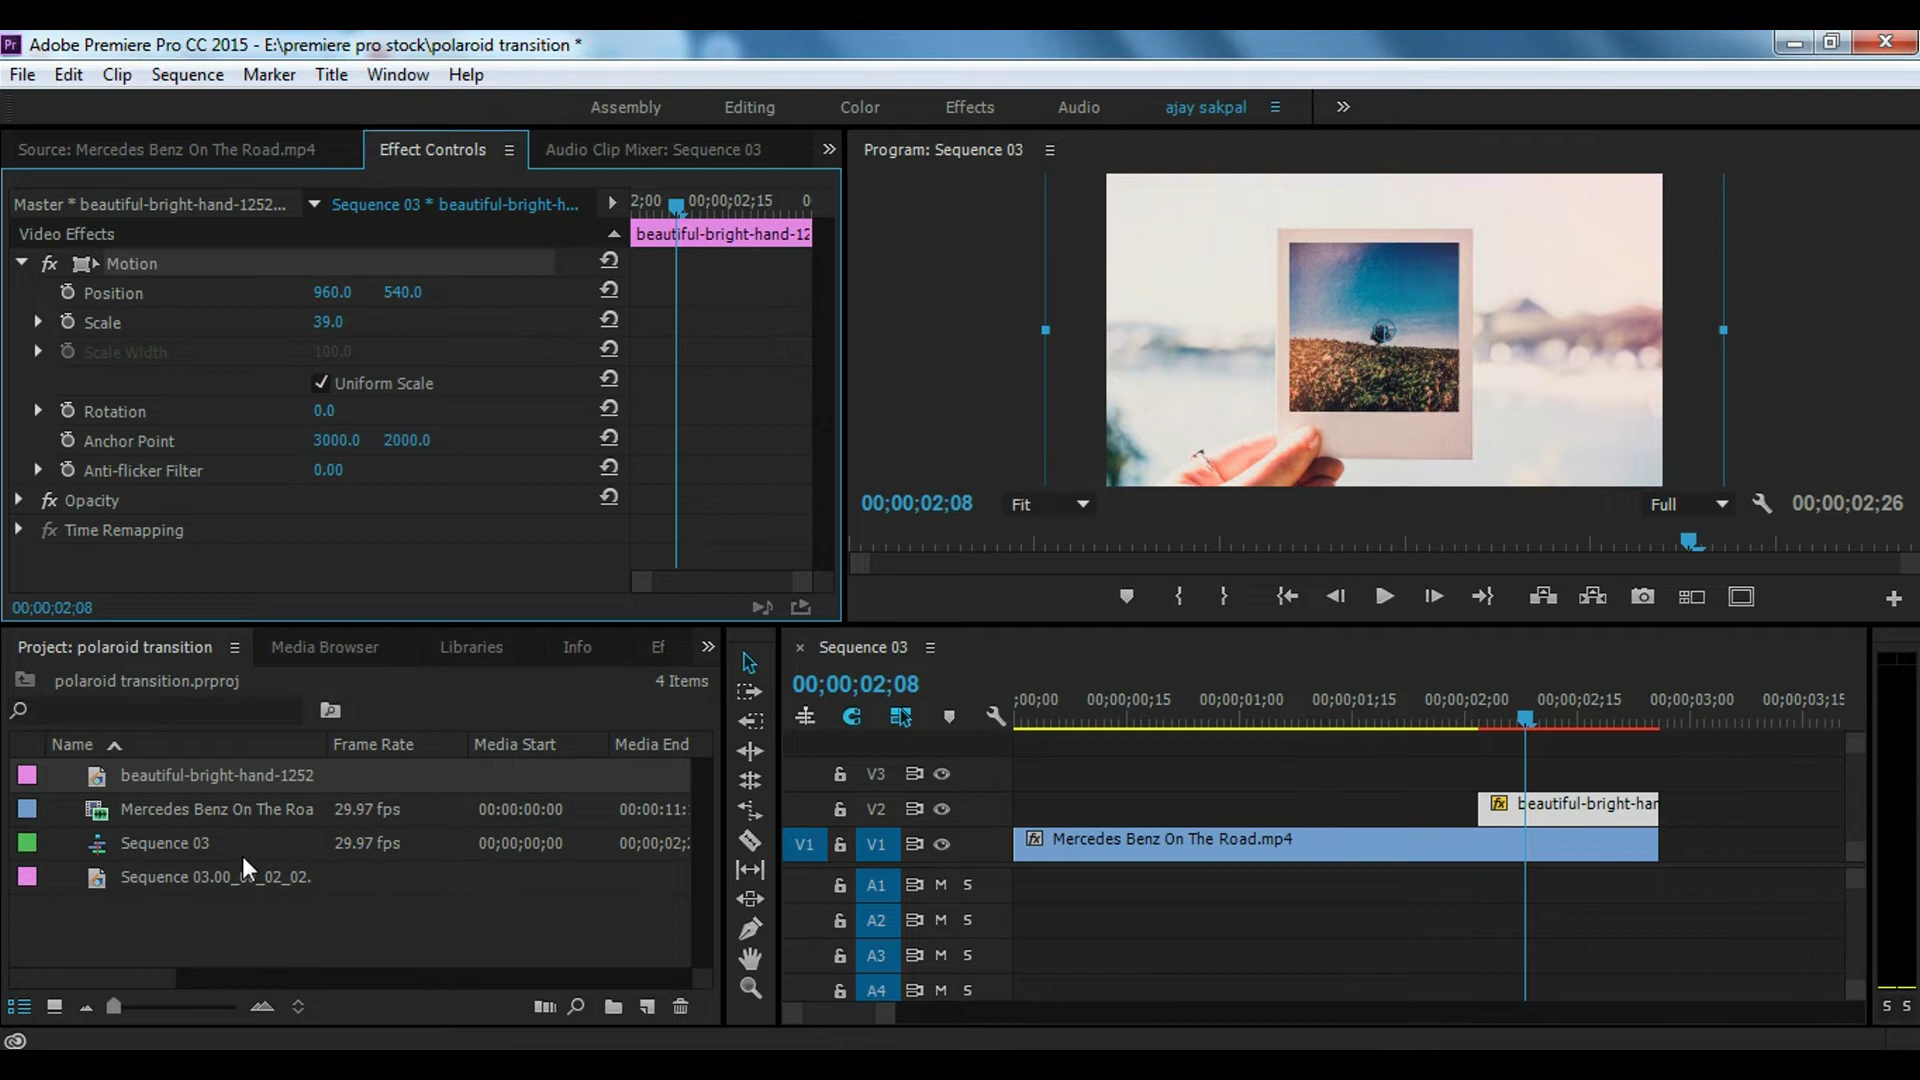 Adobe Premiere Pro CC 2015 - E:\premiere pro stock\polaroid transition *
File Edit Clip Sequence Marker Title Window Help
Assembly Editing Color Effects Audio ajay sakpal
Source: Mercedes Benz On The Road.mp4 Effect Controls Audio Clip Mixer: Sequence 03
Program: Sequence 03
Master * beautiful-bright-hand-1252... Sequence 03 * beautiful-bright-h...
2;00 00;00;02;15 0
Video Effects
beautiful-bright-hand-12
fx Motion
Position 960.0 540.0
Scale 39.0
Scale Width 100.0
Uniform Scale
Rotation 0.0
Anchor Point 3000.0 2000.0
Anti-flicker Filter 0.00
fx Opacity
fx Time Remapping
00;00;02;08
00;00;02;08 Fit Full 00;00;02;26
Project: polaroid transition Media Browser Libraries Info Ef
polaroid transition.prproj 4 Items
Name Frame Rate Media Start Media End
beautiful-bright-hand-1252
Mercedes Benz On The Roa 29.97 fps 00:00:00:00 00:00:11:
Sequence 03 29.97 fps 00;00;00;00 00;00;02;2
Sequence 03.00_ _02_02.
Sequence 03
00;00;02;08
;00;00 00;00;00;15 00;00;01;00 00;00;01;15 00;00;02;00 00;00;02;15 00;00;03;00 00;00;03;15
V3
V2 fx beautiful-bright-har
V1 V1 fx Mercedes Benz On The Road.mp4
A1 M S
A2 M S
A3 M S
A4 M S
S S